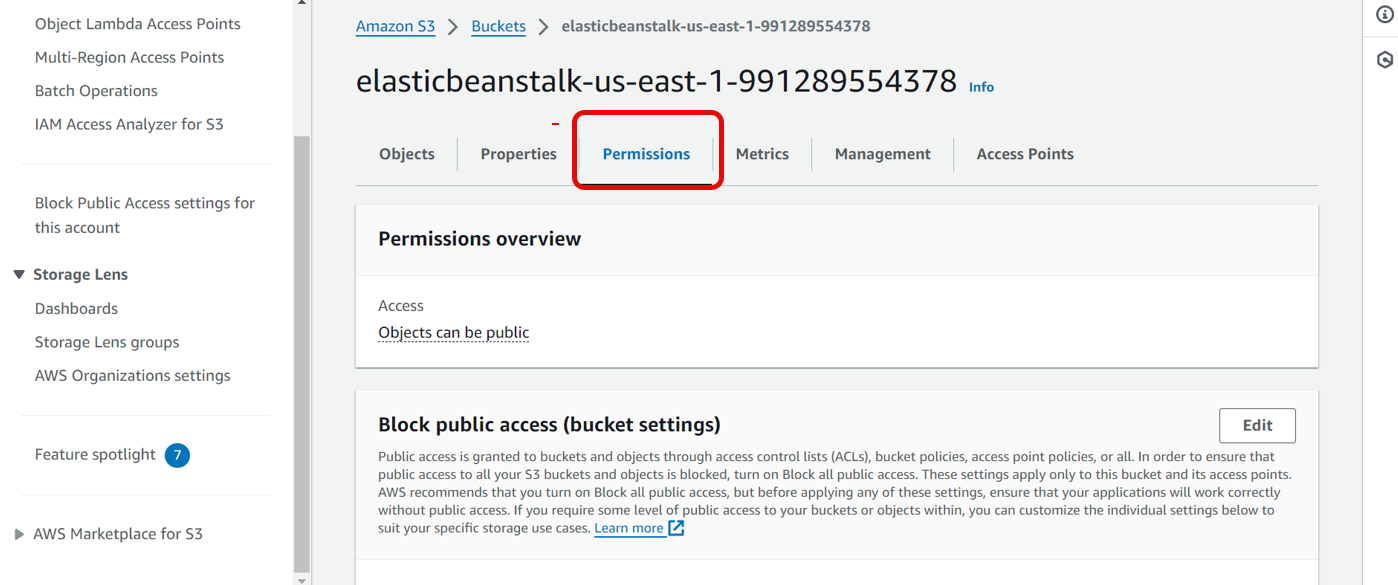 Object Lambda Access Points
Multi-Region Access Points
Batch Operations
IAM Access Analyzer for S3
Block Public Access settings for
this account
Storage Lens
Dashboards
Storage Lens groups
AWS Organizations settings
Feature spotlight 7
AWS Marketplace for S3
Amazon S3 > Buckets > elasticbeanstalk-us-east-1-991289554378
elasticbeanstalk-us-east-1-991289554378 Info
Objects Properties Permissions Metrics Management Access Points
Permissions overview
Access
Objects can be public
Block public access (bucket settings)
Edit
Public access is granted to buckets and objects through access control lists (ACLs), bucket policies, access point policies, or all. In order to ensure that
public access to all your S3 buckets and objects is blocked, turn on Block all public access. These settings apply only to this bucket and its access points.
AWS recommends that you turn on Block all public access, but before applying any of these settings, ensure that your applications will work correctly
without public access. If you require some level of public access to your buckets or objects within, you can customize the individual settings below to
suit your specific storage use cases. Learn more